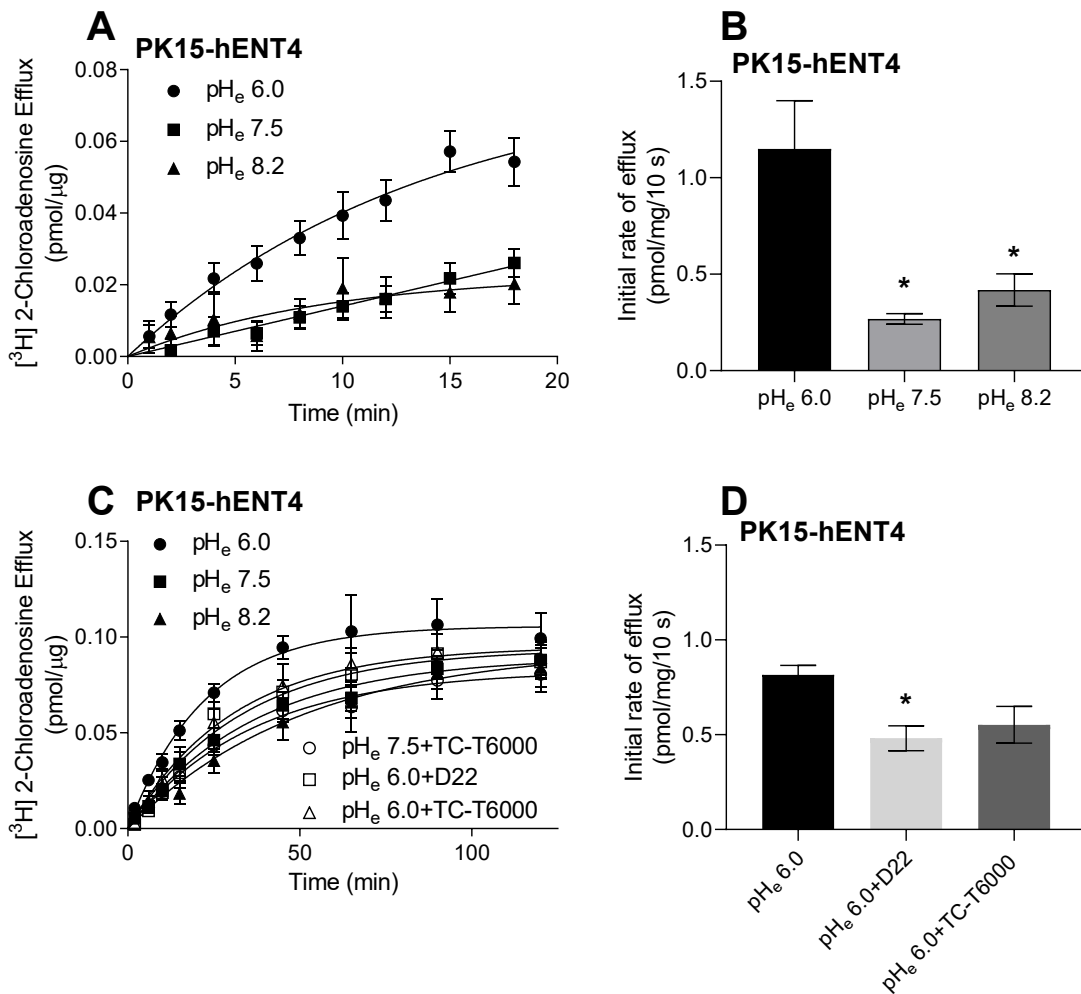 A
PK15-hENT4
[³H] 2-Chloroadenosine Efflux
(pmol/μg)
0.08
0.06
0.04
0.02
0.00
pHₑ 6.0
pHₑ 7.5
pHₑ 8.2
0 5 10 15 20
Time (min)
B
PK15-hENT4
Initial rate of efflux
(pmol/mg/10 s)
1.5
1.0
0.5
0.0
*
*
pHₑ 6.0 pHₑ 7.5 pHₑ 8.2
C
PK15-hENT4
[³H] 2-Chloroadenosine Efflux
(pmol/μg)
0.15
0.10
0.05
0.00
pHₑ 6.0
pHₑ 7.5
pHₑ 8.2
pHₑ 7.5+TC-T6000
pHₑ 6.0+D22
pHₑ 6.0+TC-T6000
0 50 100
Time (min)
D
PK15-hENT4
Initial rate of efflux
(pmol/mg/10 s)
1.5
1.0
0.5
0.0
*
pHₑ 6.0
pHₑ 6.0+D22
pHₑ 6.0+TC-T6000